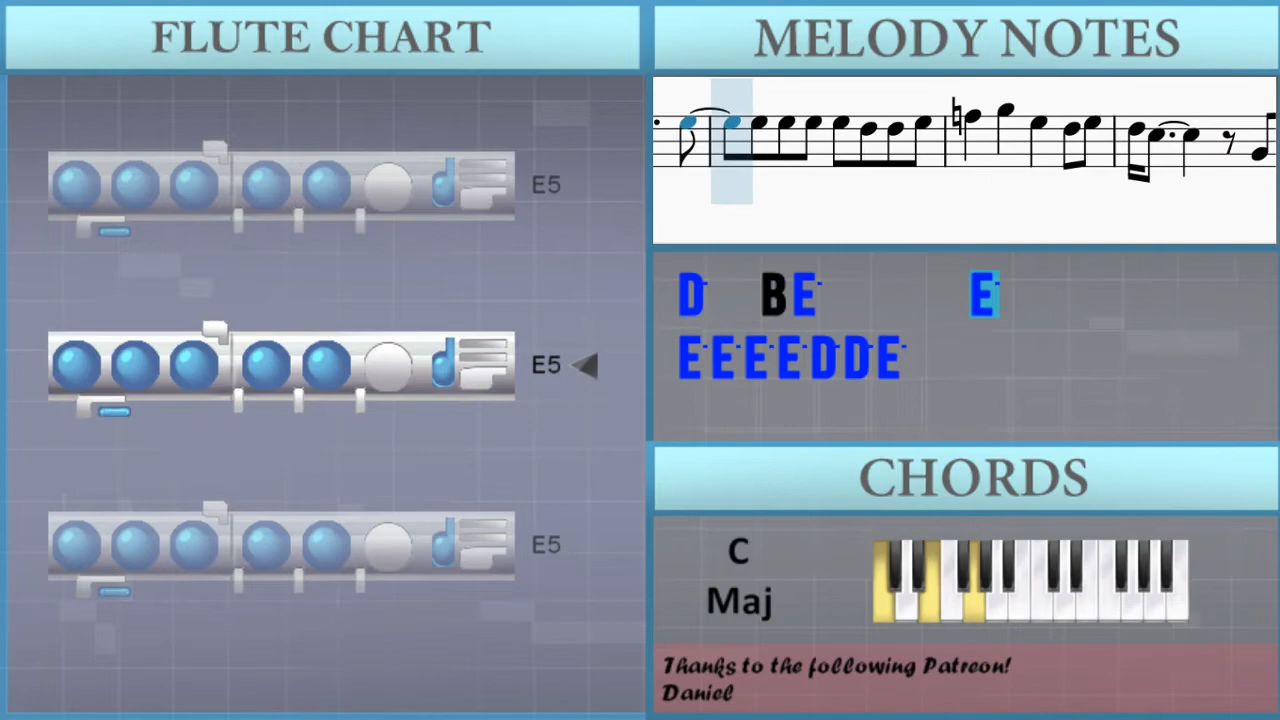 FLUTE CHART
E5
E5
E5
MELODY NOTES
D· BE· E·
EEEEDDE·
CHORDS
C
Maj
Thanks to the following Patreon!
Daniel